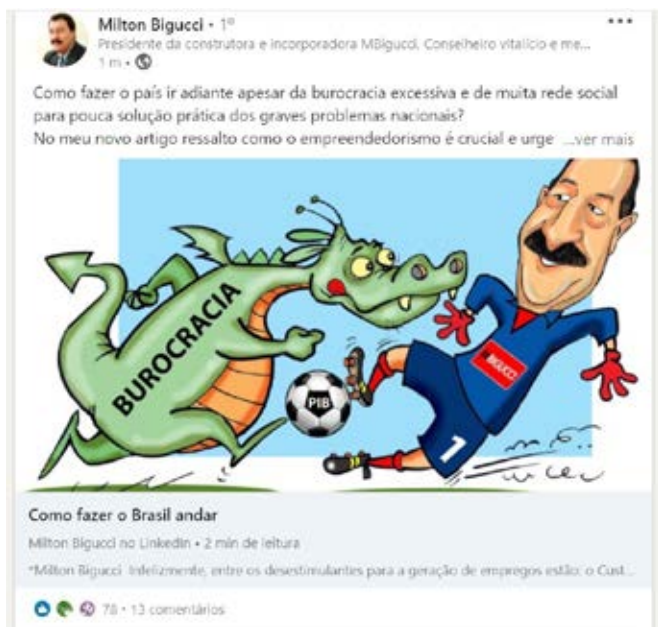 Milton Bigucci • 1º
Presidente da construtora e incorporadora MBigucci, Conselheiro vitalício e me...
1 m •
Como fazer o país ir adiante apesar da burocracia excessiva e de muita rede social
para pouca solução prática dos graves problemas nacionais?
No meu novo artigo ressalto como o empreendedorismo é crucial e urge ...ver mais
BUROCRACIA
PIB
BIGUCCI
1
Como fazer o Brasil andar
Milton Bigucci no LinkedIn • 2 min de leitura
*Milton Bigucci Infelizmente, entre os desestimulantes para a geração de empregos estão: o Cust...
78 • 13 comentários